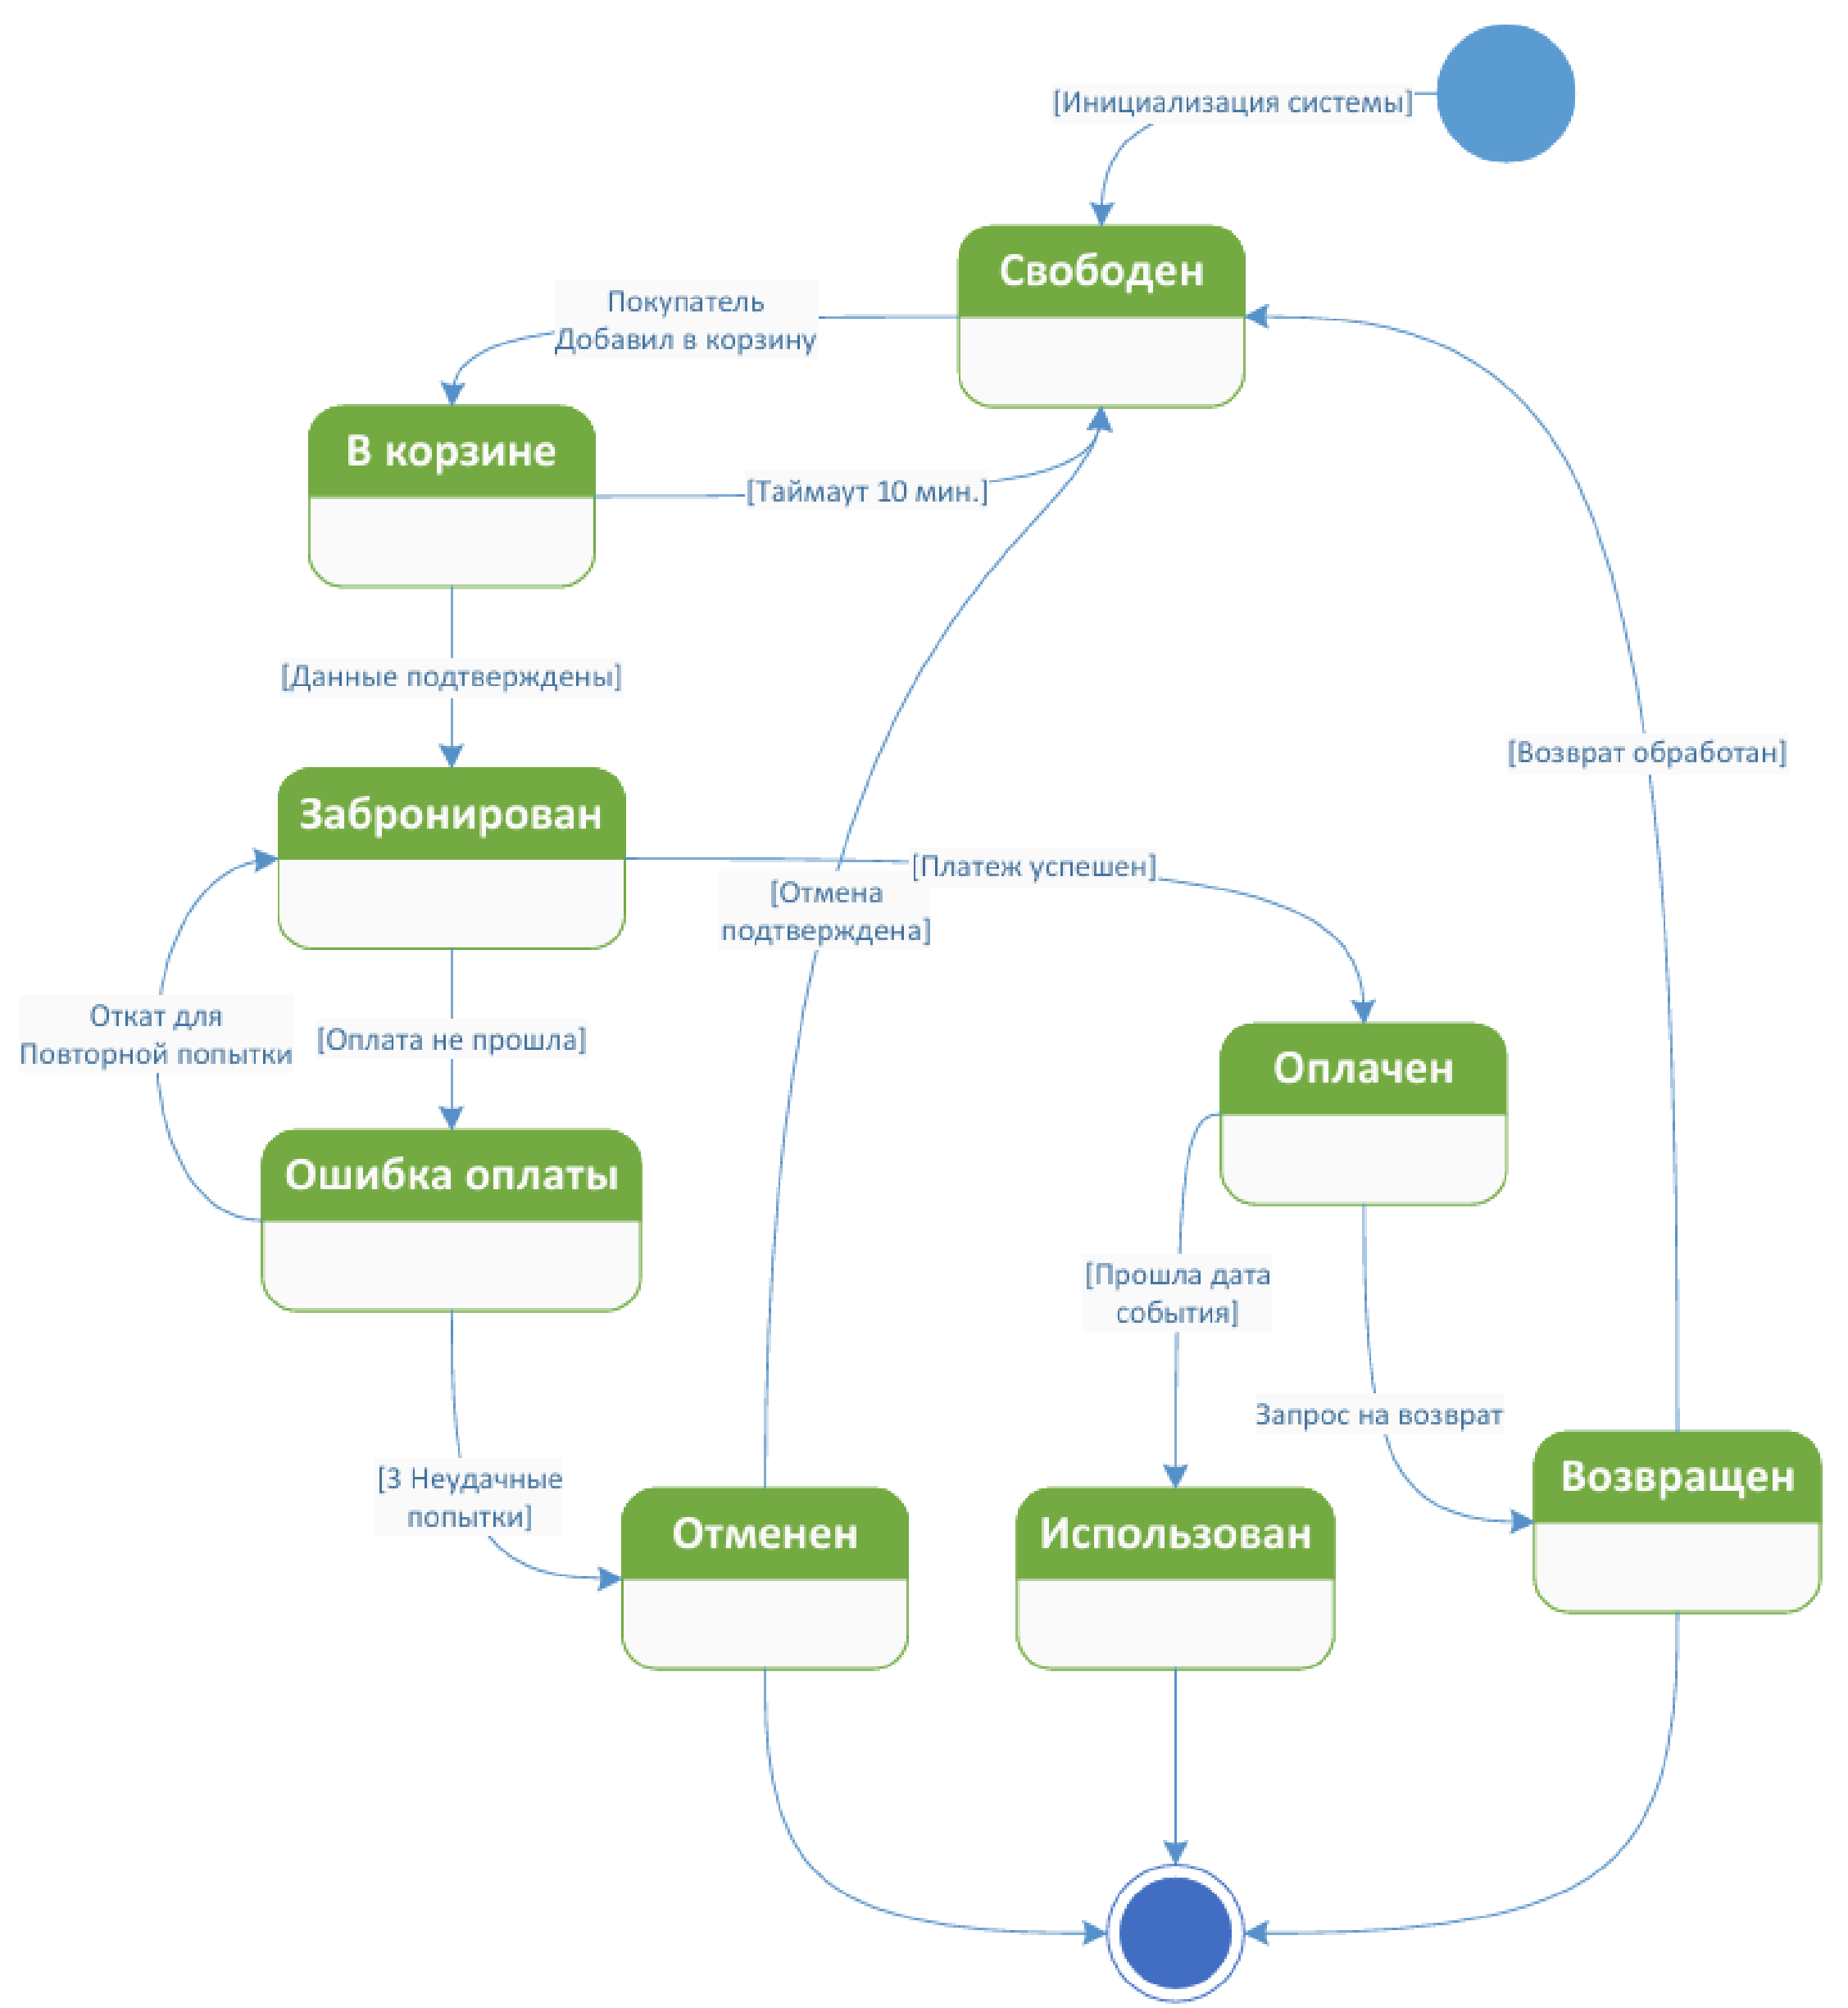 [Инициализация системы]
Свободен
Покупатель
Добавил в корзину
В корзине
[Таймаут 10 мин.]
[Данные подтверждены]
[Возврат обработан]
Забронирован
[Платеж успешен]
[Отмена
подтверждена]
Откат для
Повторной попытки
[Оплата не прошла]
Оплачен
Ошибка оплаты
[Прошла дата
события]
Запрос на возврат
[3 Неудачные
попытки]
Отменен
Использован
Возвращен